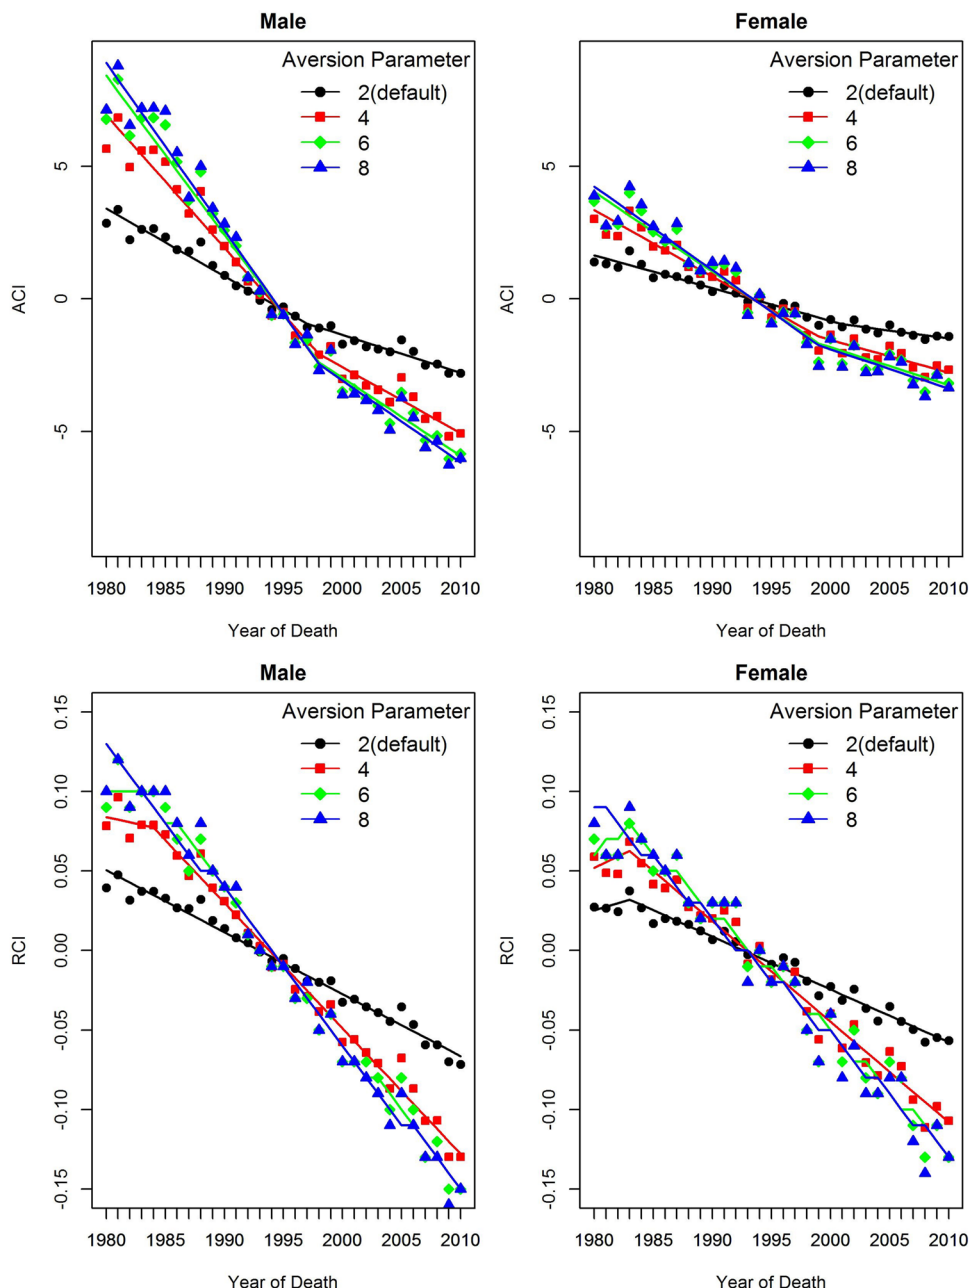 Male
Aversion Parameter
2(default)
4
6
8
ACI
5
0
-5
1980 1985 1990 1995 2000 2005 2010
Year of Death
Female
Aversion Parameter
2(default)
4
6
8
ACI
5
0
-5
1980 1985 1990 1995 2000 2005 2010
Year of Death
Male
Aversion Parameter
2(default)
4
6
8
RCI
0.15
0.10
0.05
0.00
-0.05
-0.10
-0.15
1980 1985 1990 1995 2000 2005 2010
Year of Death
Female
Aversion Parameter
2(default)
4
6
8
RCI
0.15
0.10
0.05
0.00
-0.05
-0.10
-0.15
1980 1985 1990 1995 2000 2005 2010
Year of Death